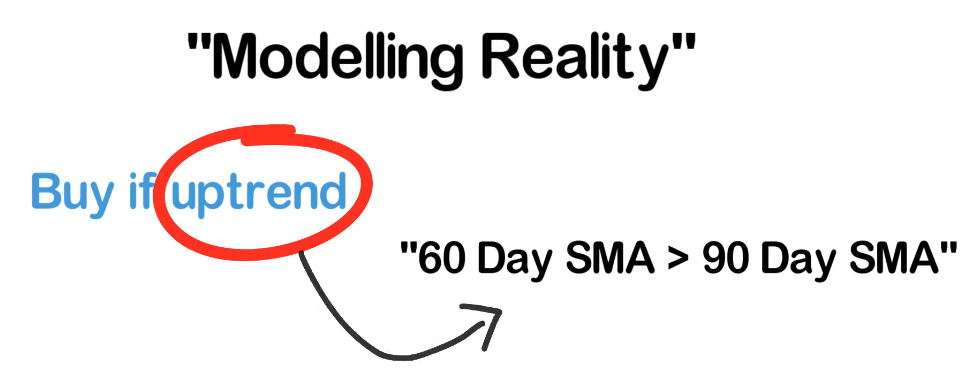 "Modelling Reality"
Buy if uptrend
"60 Day SMA > 90 Day SMA"